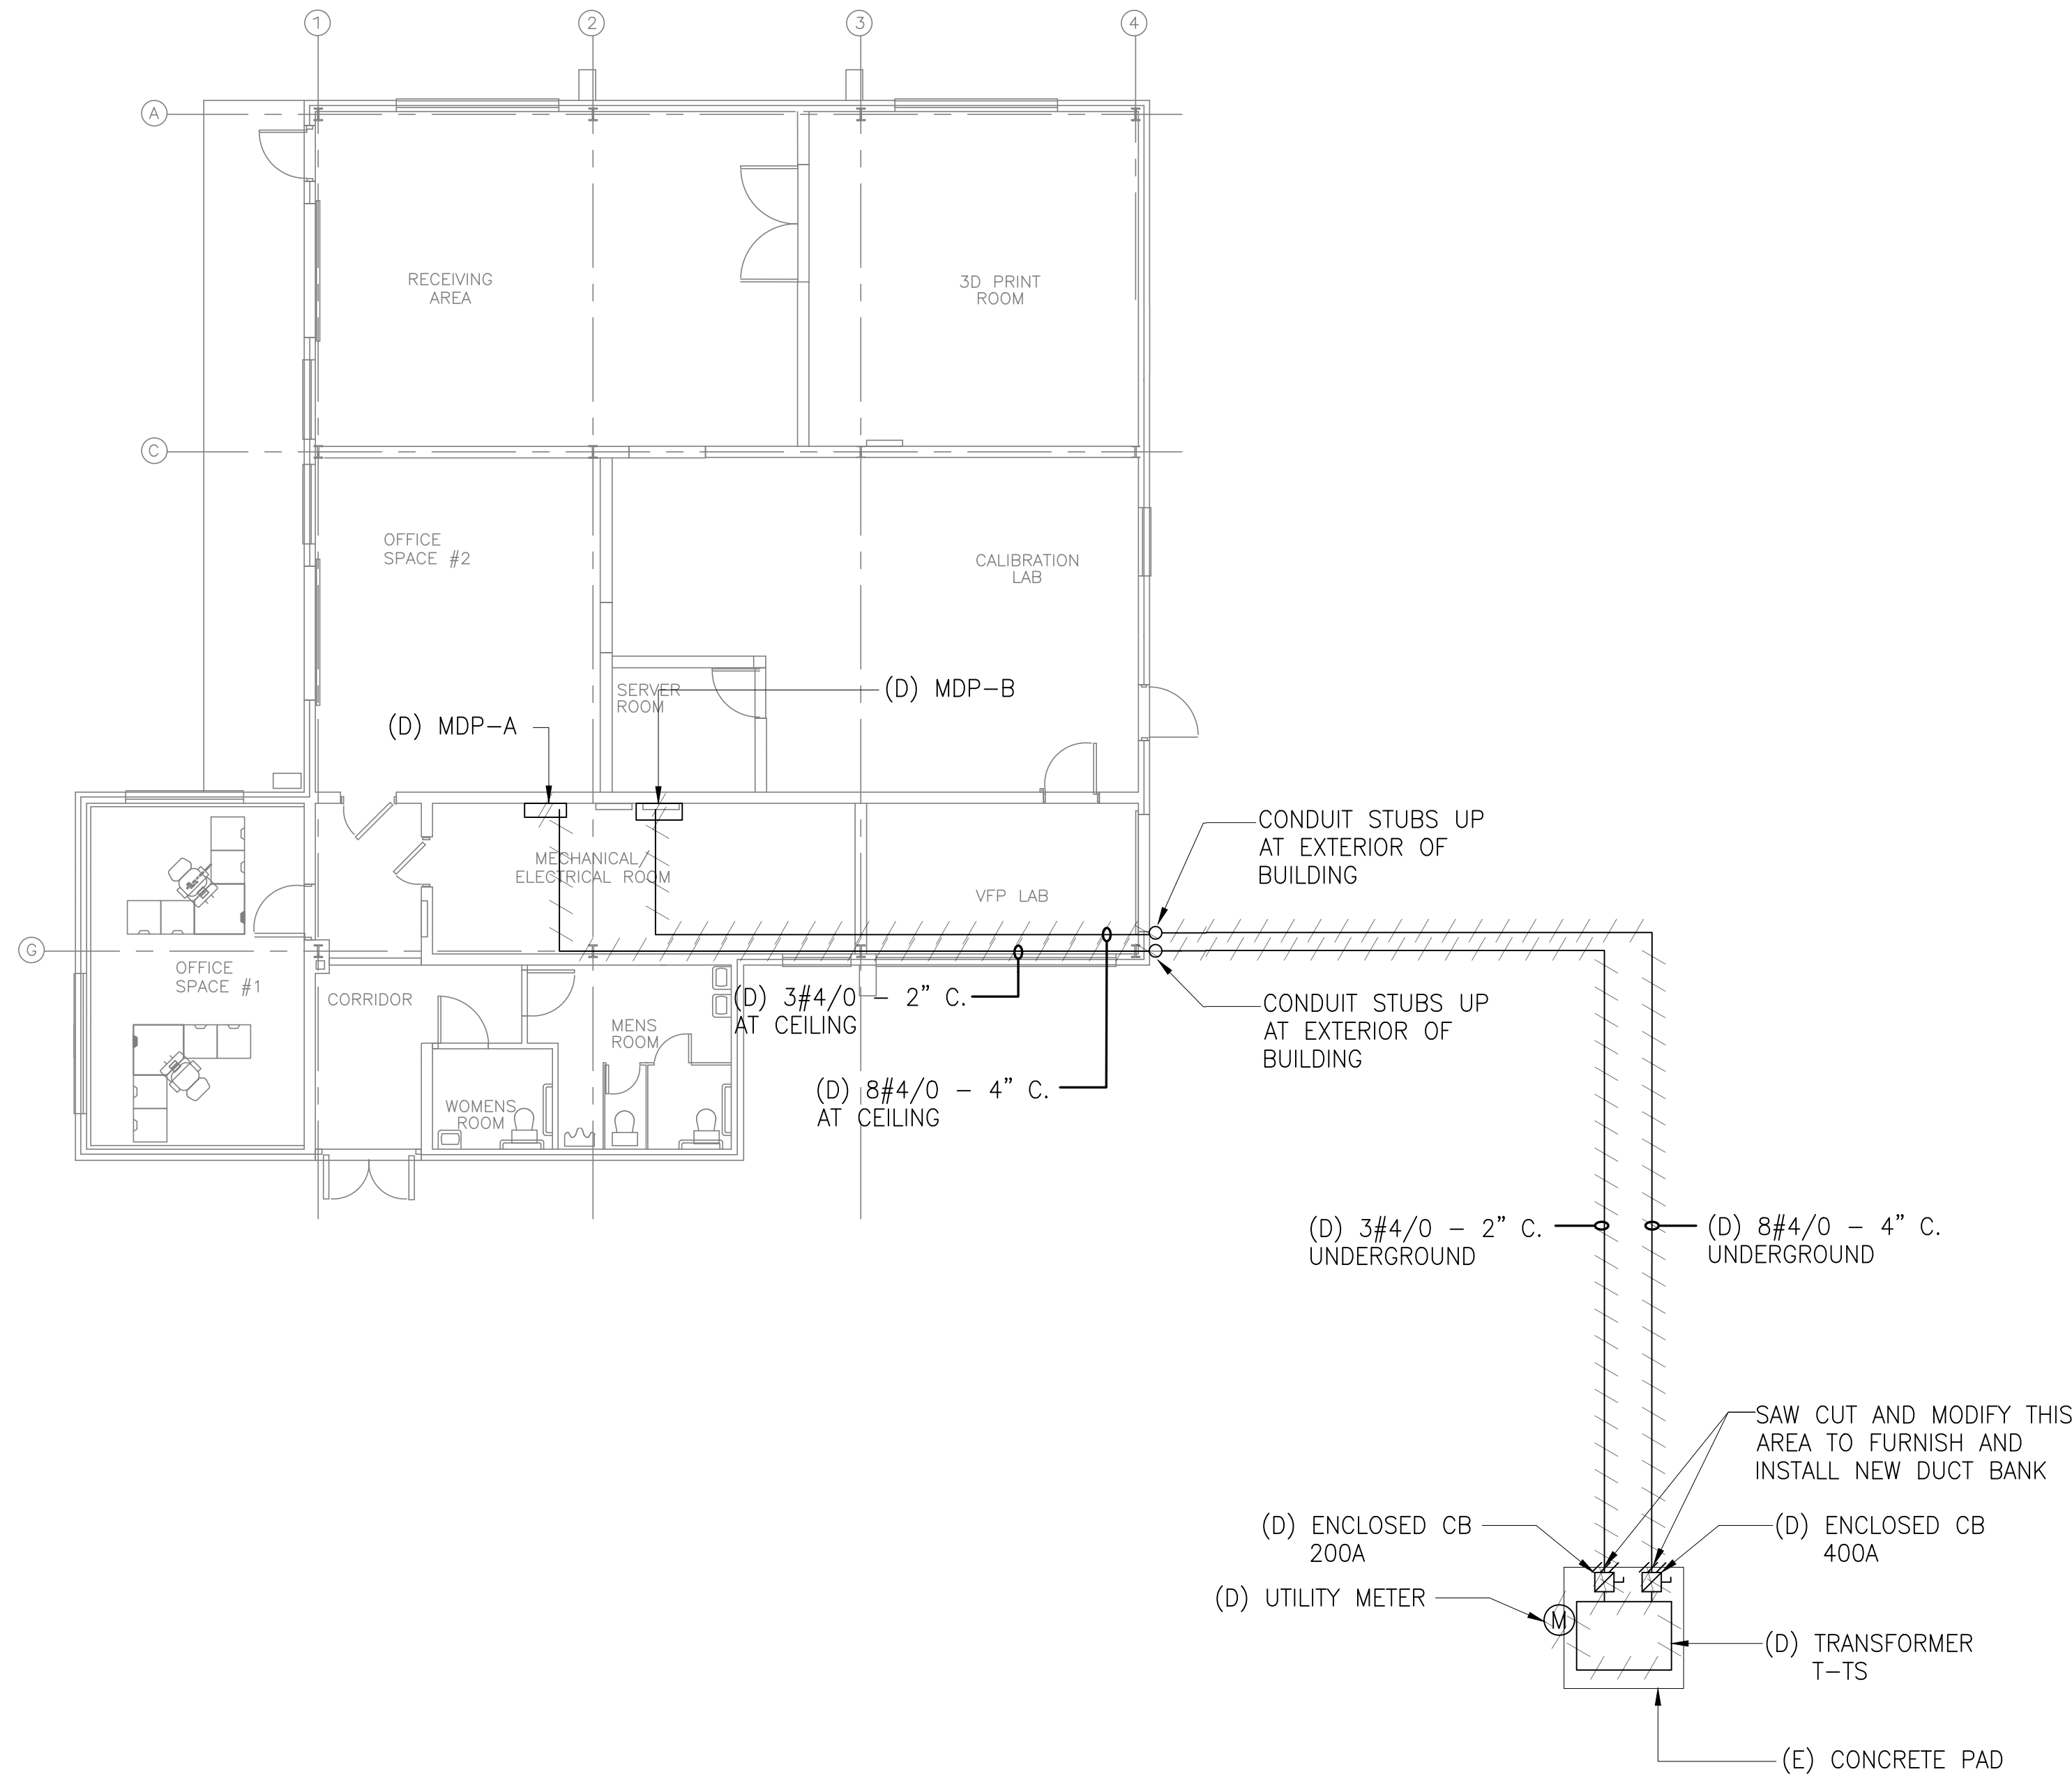 1
2
3
4
A
RECEIVING
AREA
3D PRINT
ROOM
C
OFFICE
SPACE #2
CALIBRATION
LAB
SERVER
ROOM
(D) MDP-B
(D) MDP-A
CONDUIT STUBS UP
AT EXTERIOR OF
BUILDING
MECHANICAL/
ELECTRICAL ROOM
VFP LAB
G
OFFICE
SPACE #1
CORRIDOR
(D) 3#4/0 - 2" C.
AT CEILING
CONDUIT STUBS UP
AT EXTERIOR OF
BUILDING
MENS
ROOM
(D) 8#4/0 - 4" C.
AT CEILING
WOMENS
ROOM
(D) 3#4/0 - 2" C.
UNDERGROUND
(D) 8#4/0 - 4" C.
UNDERGROUND
SAW CUT AND MODIFY THIS
AREA TO FURNISH AND
INSTALL NEW DUCT BANK
(D) ENCLOSED CB
200A
(D) ENCLOSED CB
400A
(D) UTILITY METER
M
(D) TRANSFORMER
T-TS
(E) CONCRETE PAD